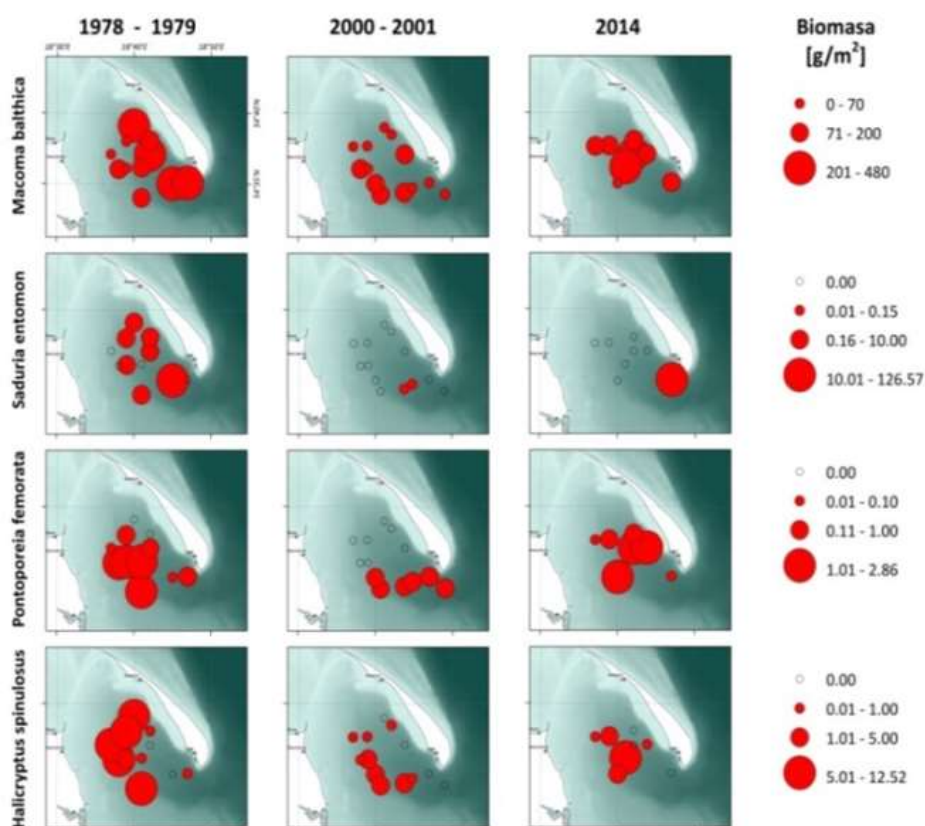 1978 - 1979
2000 - 2001
2014
Biomasa
[g/m²]
Macoma balthica
0 - 70
71 - 200
201 - 480
Saduria entomon
0.00
0.01 - 0.15
0.16 - 10.00
10.01 - 126.57
Pontoporeia femorata
0.00
0.01 - 0.10
0.11 - 1.00
1.01 - 2.86
Halicryptus spinulosus
0.00
0.01 - 1.00
1.01 - 5.00
5.01 - 12.52